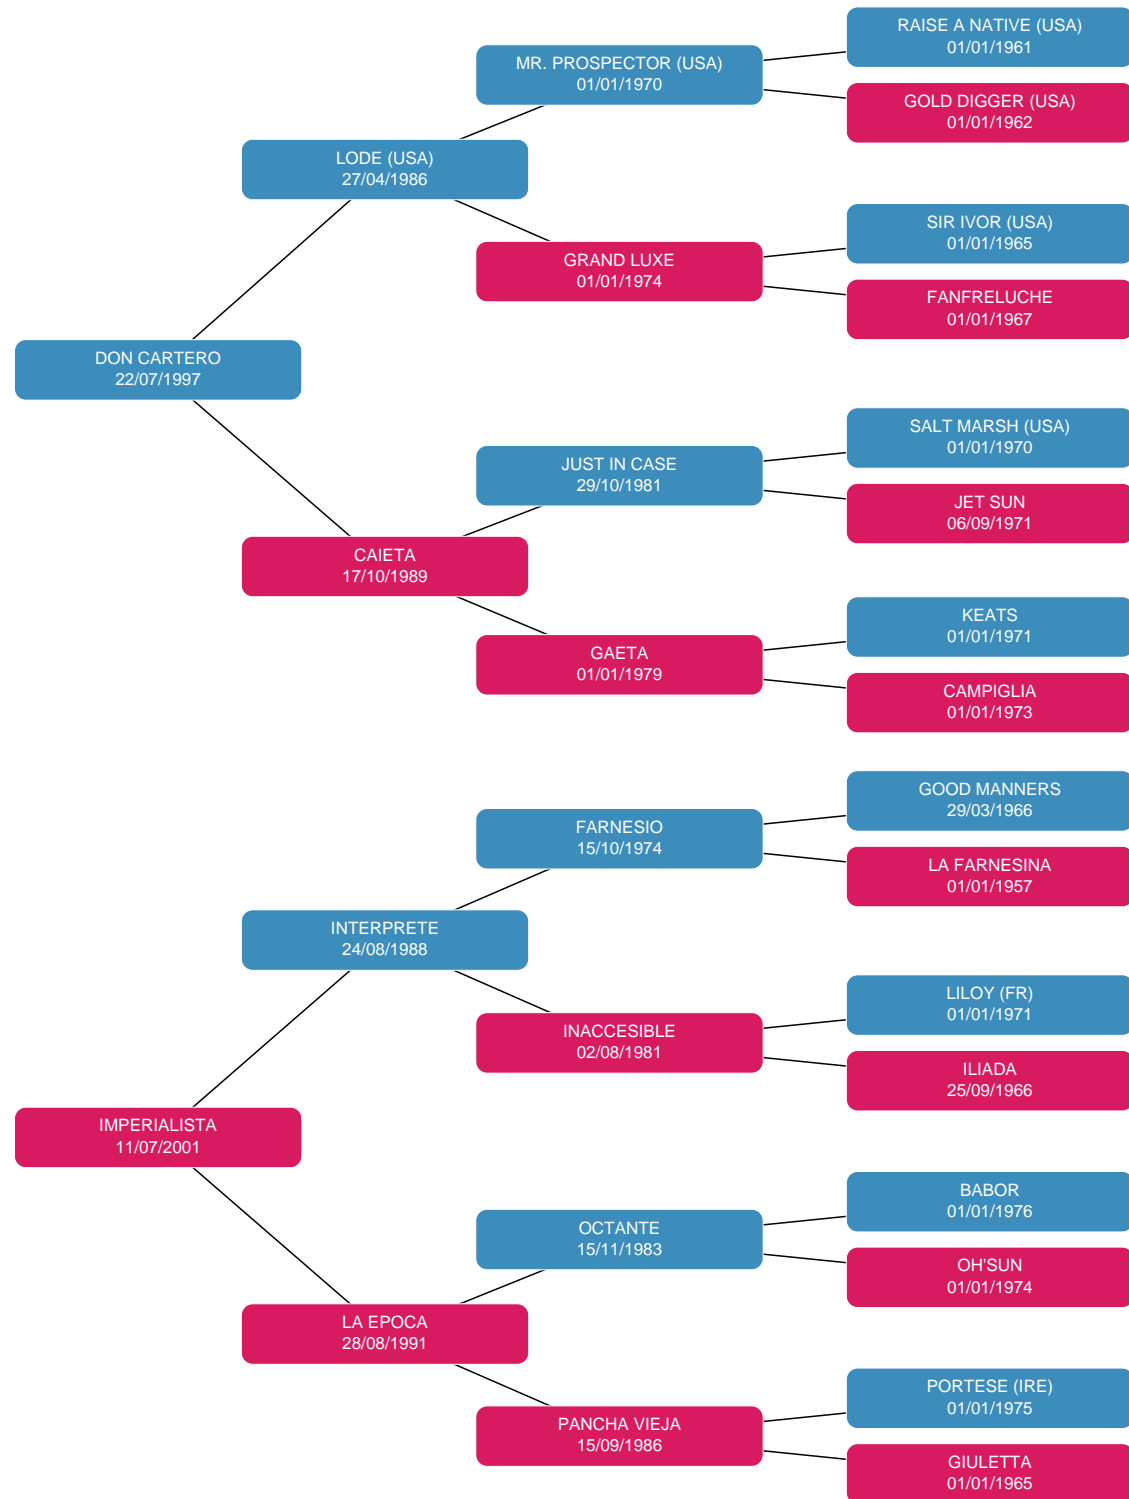 RAISE A NATIVE (USA)
01/01/1961
MR. PROSPECTOR (USA)
01/01/1970
GOLD DIGGER (USA)
01/01/1962
LODE (USA)
27/04/1986
SIR IVOR (USA)
01/01/1965
GRAND LUXE
01/01/1974
FANFRELUCHE
01/01/1967
DON CARTERO
22/07/1997
SALT MARSH (USA)
01/01/1970
JUST IN CASE
29/10/1981
JET SUN
06/09/1971
CAIETA
17/10/1989
KEATS
01/01/1971
GAETA
01/01/1979
CAMPIGLIA
01/01/1973
GOOD MANNERS
29/03/1966
FARNESIO
15/10/1974
LA FARNESINA
01/01/1957
INTERPRETE
24/08/1988
LILOY (FR)
01/01/1971
INACCESIBLE
02/08/1981
ILIADA
25/09/1966
IMPERIALISTA
11/07/2001
BABOR
01/01/1976
OCTANTE
15/11/1983
OH'SUN
01/01/1974
LA EPOCA
28/08/1991
PORTESE (IRE)
01/01/1975
PANCHA VIEJA
15/09/1986
GIULETTA
01/01/1965